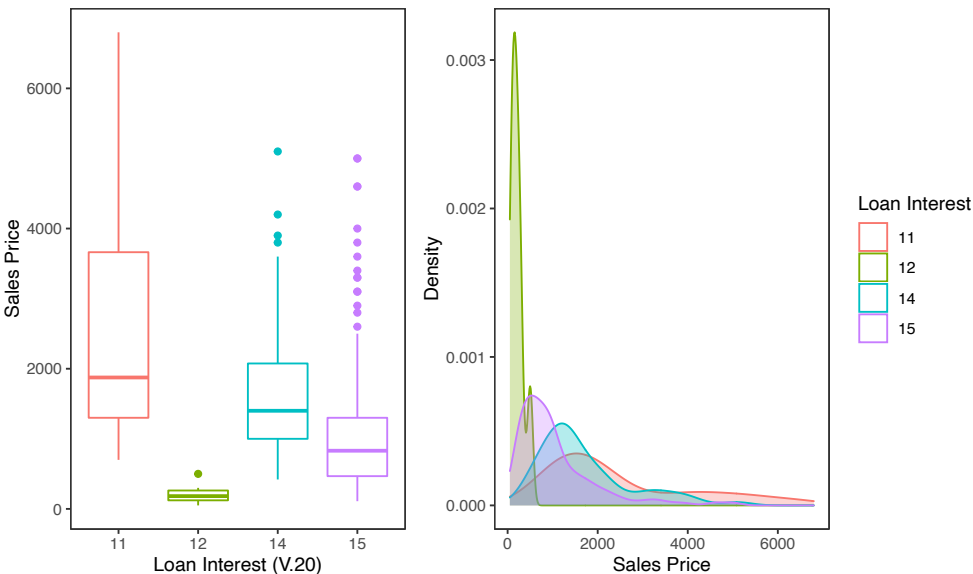 Sales Price
6000
4000
2000
0
11 12 14 15
Loan Interest (V.20)
Density
0.003
0.002
0.001
0.000
0 2000 4000 6000
Sales Price
Loan Interest
11
12
14
15